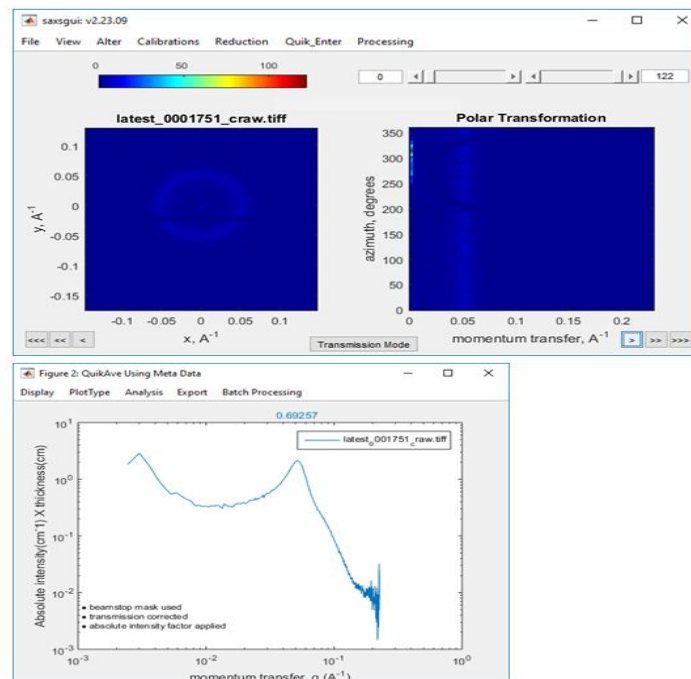 saxsgui: v2.23.09
File View Alter Calibrations Reduction Quik_Enter Processing
0 50 100
0 122
latest_0001751_craw.tiff
0.1
0.05
0
-0.05
-0.1
-0.15
y, A-1
-0.1 -0.05 0 0.05 0.1
x, A-1
<<< << <
Transmission Mode
Polar Transformation
350
300
250
200
150
100
50
0
azimuth, degrees
0 0.05 0.1 0.15 0.2
momentum transfer, A-1
> >> >>>
Figure 2: QuikAve Using Meta Data
Display PlotType Analysis Export Batch Processing
0.69257
latest_0001751_craw.tiff
10^1
10^0
10^-1
10^-2
10^-3
Absolute intensity(cm^-1) X thickness(cm)
• beamstop mask used
• transmission corrected
• absolute intensity factor applied
10^-3 10^-2 10^-1 10^0
momentum transfer, q (A-1)